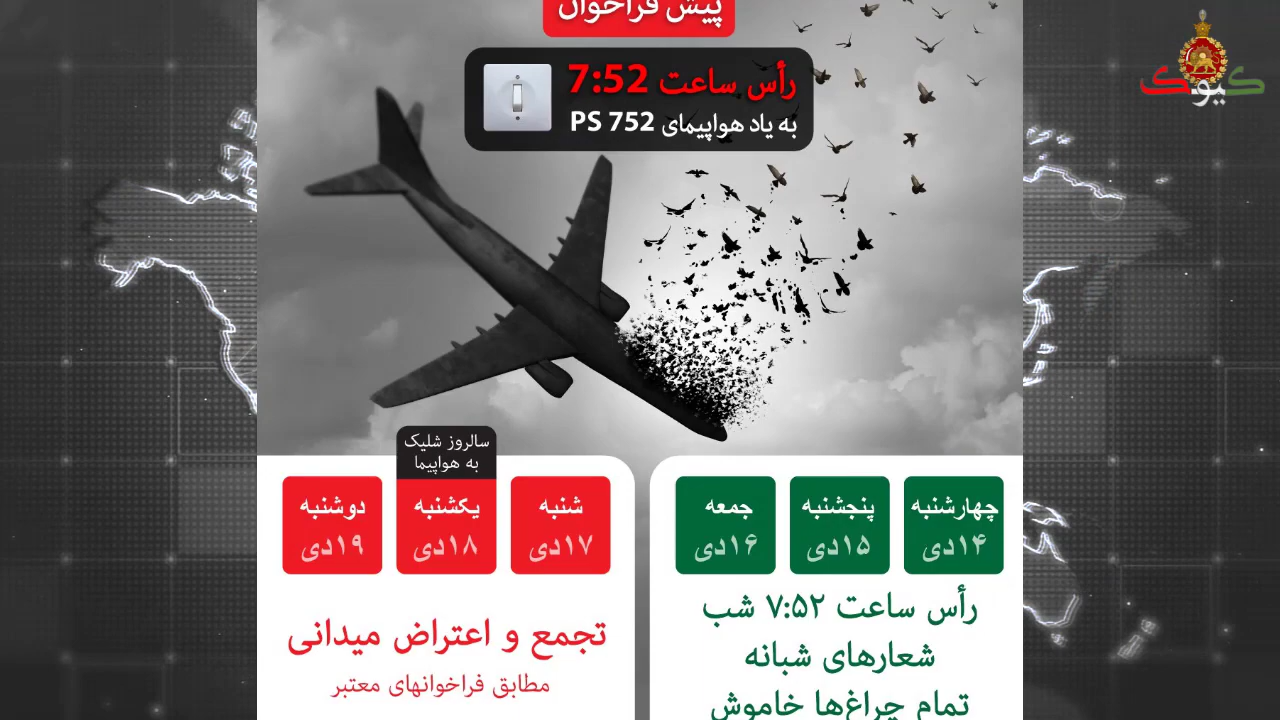 پیش فراخوان
رأس ساعت 7:52
به یاد هواپیمای PS 752
کیوک
چهارشنبه
۱۴دی
پنجشنبه
۱۵دی
جمعه
۱۶دی
رأس ساعت ۷:۵۲ شب
شعارهای شبانه
تمام چراغ‌ها خاموش
شنبه
۱۷دی
سالروز شلیک
به هواپیما
یکشنبه
۱۸دی
دوشنبه
۱۹دی
تجمع و اعتراض میدانی
مطابق فراخوانهای معتبر